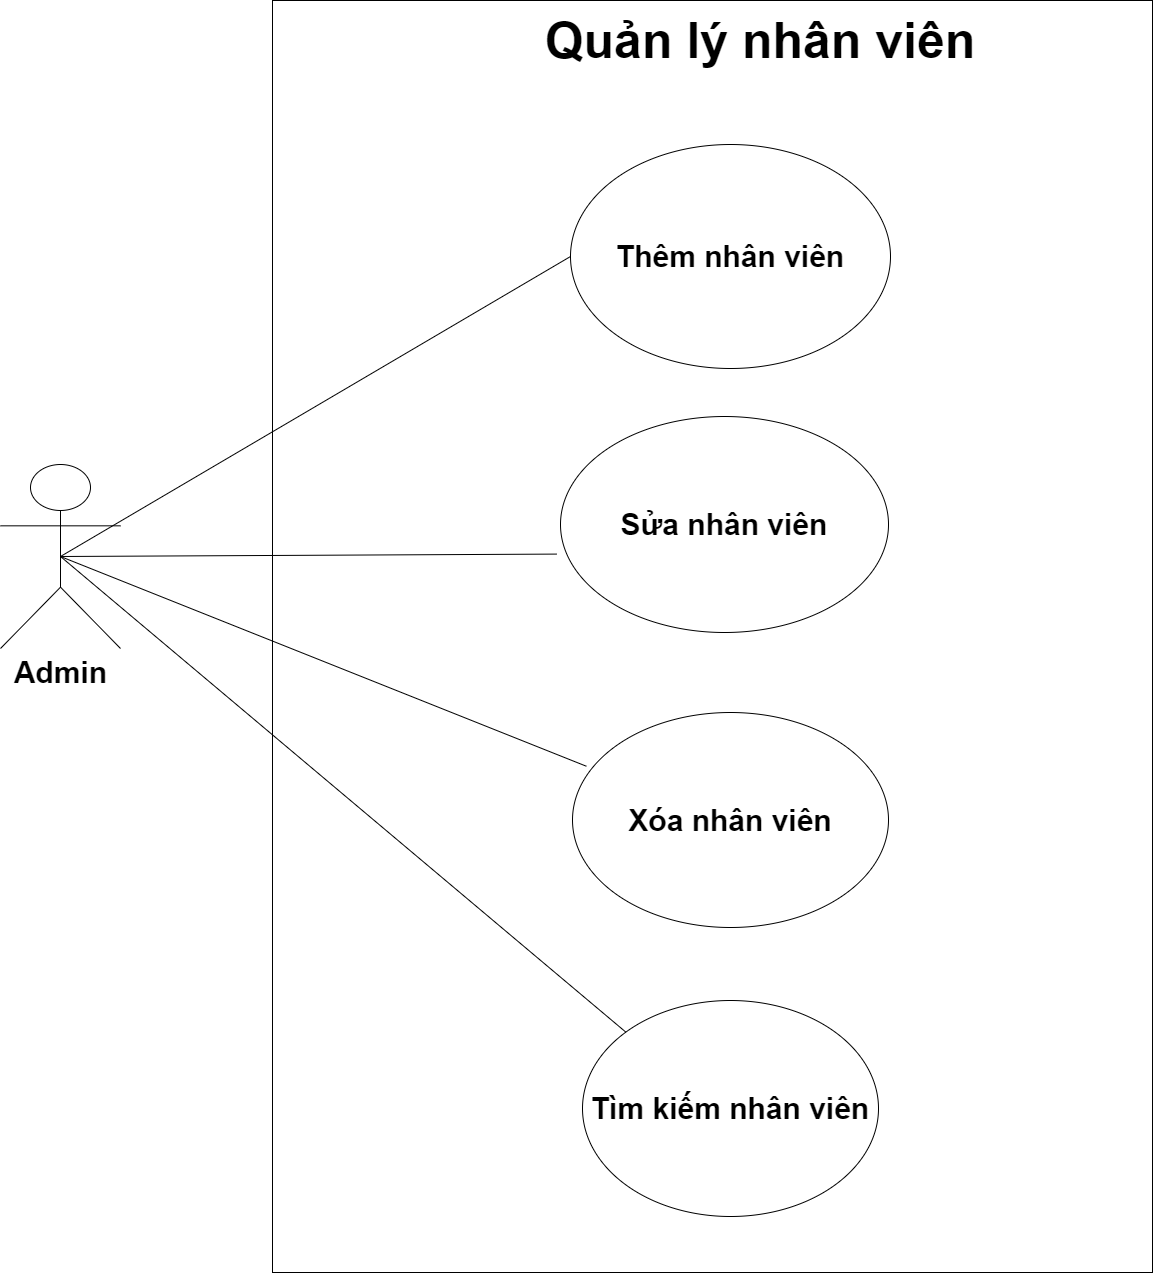 Quản lý nhân viên
Thêm nhân viên
Sửa nhân viên
Admin
Xóa nhân viên
Tìm kiếm nhân viên